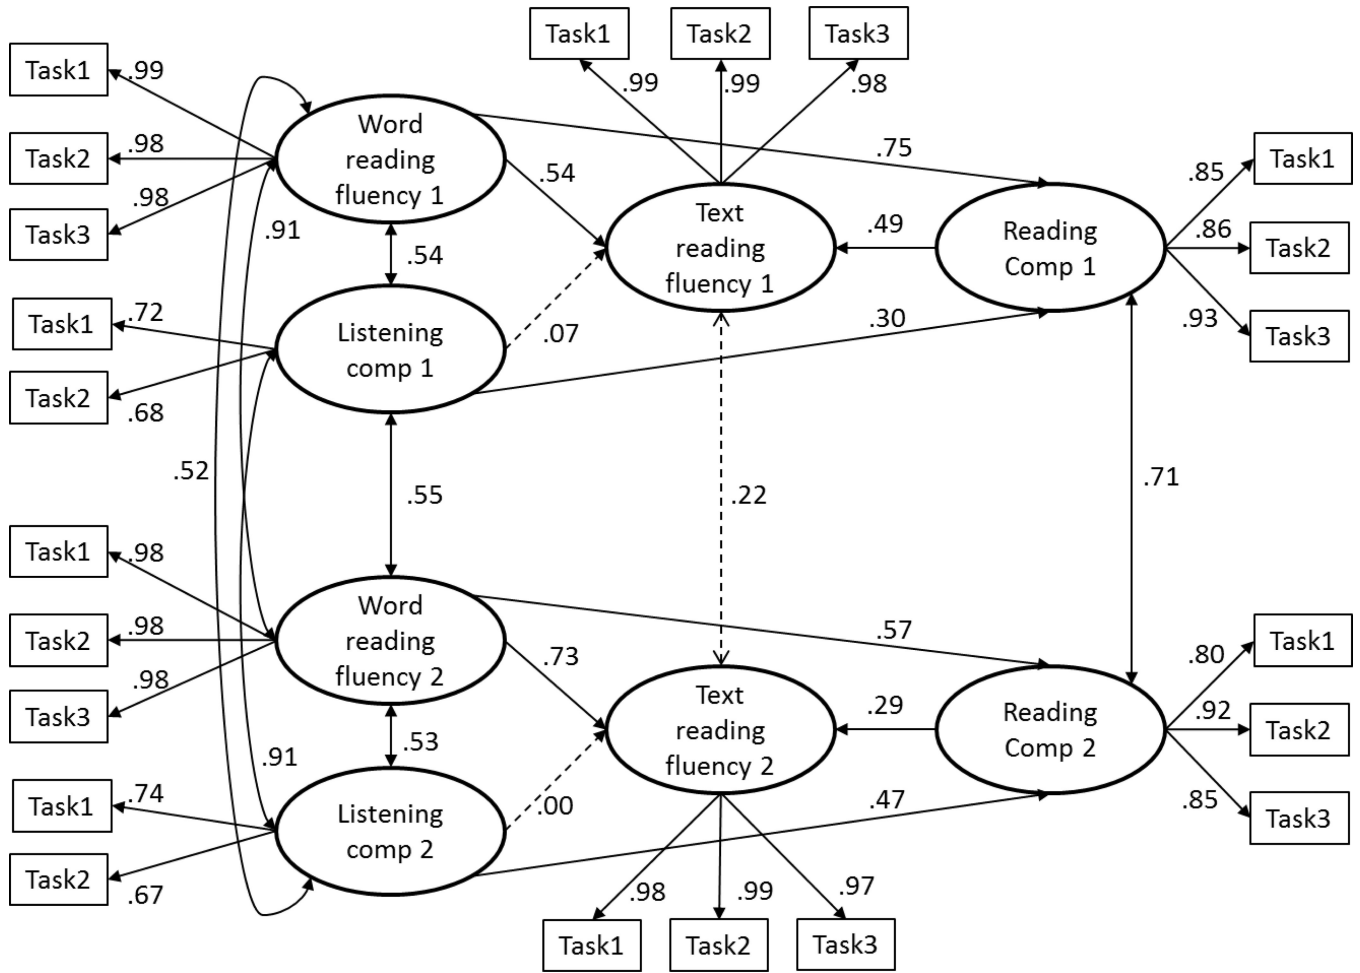 Task1
Task2
Task3
Task1
.99
.99
.99
.98
Word
reading
fluency 1
.75
Task1
Task2
.98
.85
.54
Text
reading
fluency 1
Reading
Comp 1
.86
Task2
Task3
.98
.91
.49
.54
.93
Task3
Task1
.72
Listening
comp 1
.07
.30
Task2
.68
.52
.55
.22
.71
Task1
.98
Word
reading
fluency 2
.57
Task1
Task2
.98
.73
.80
Task3
.98
Text
reading
fluency 2
.29
Reading
Comp 2
.92
Task2
.53
.91
Task1
.74
Listening
comp 2
.00
.47
.85
Task3
Task2
.67
.98
.99
.97
Task1
Task2
Task3